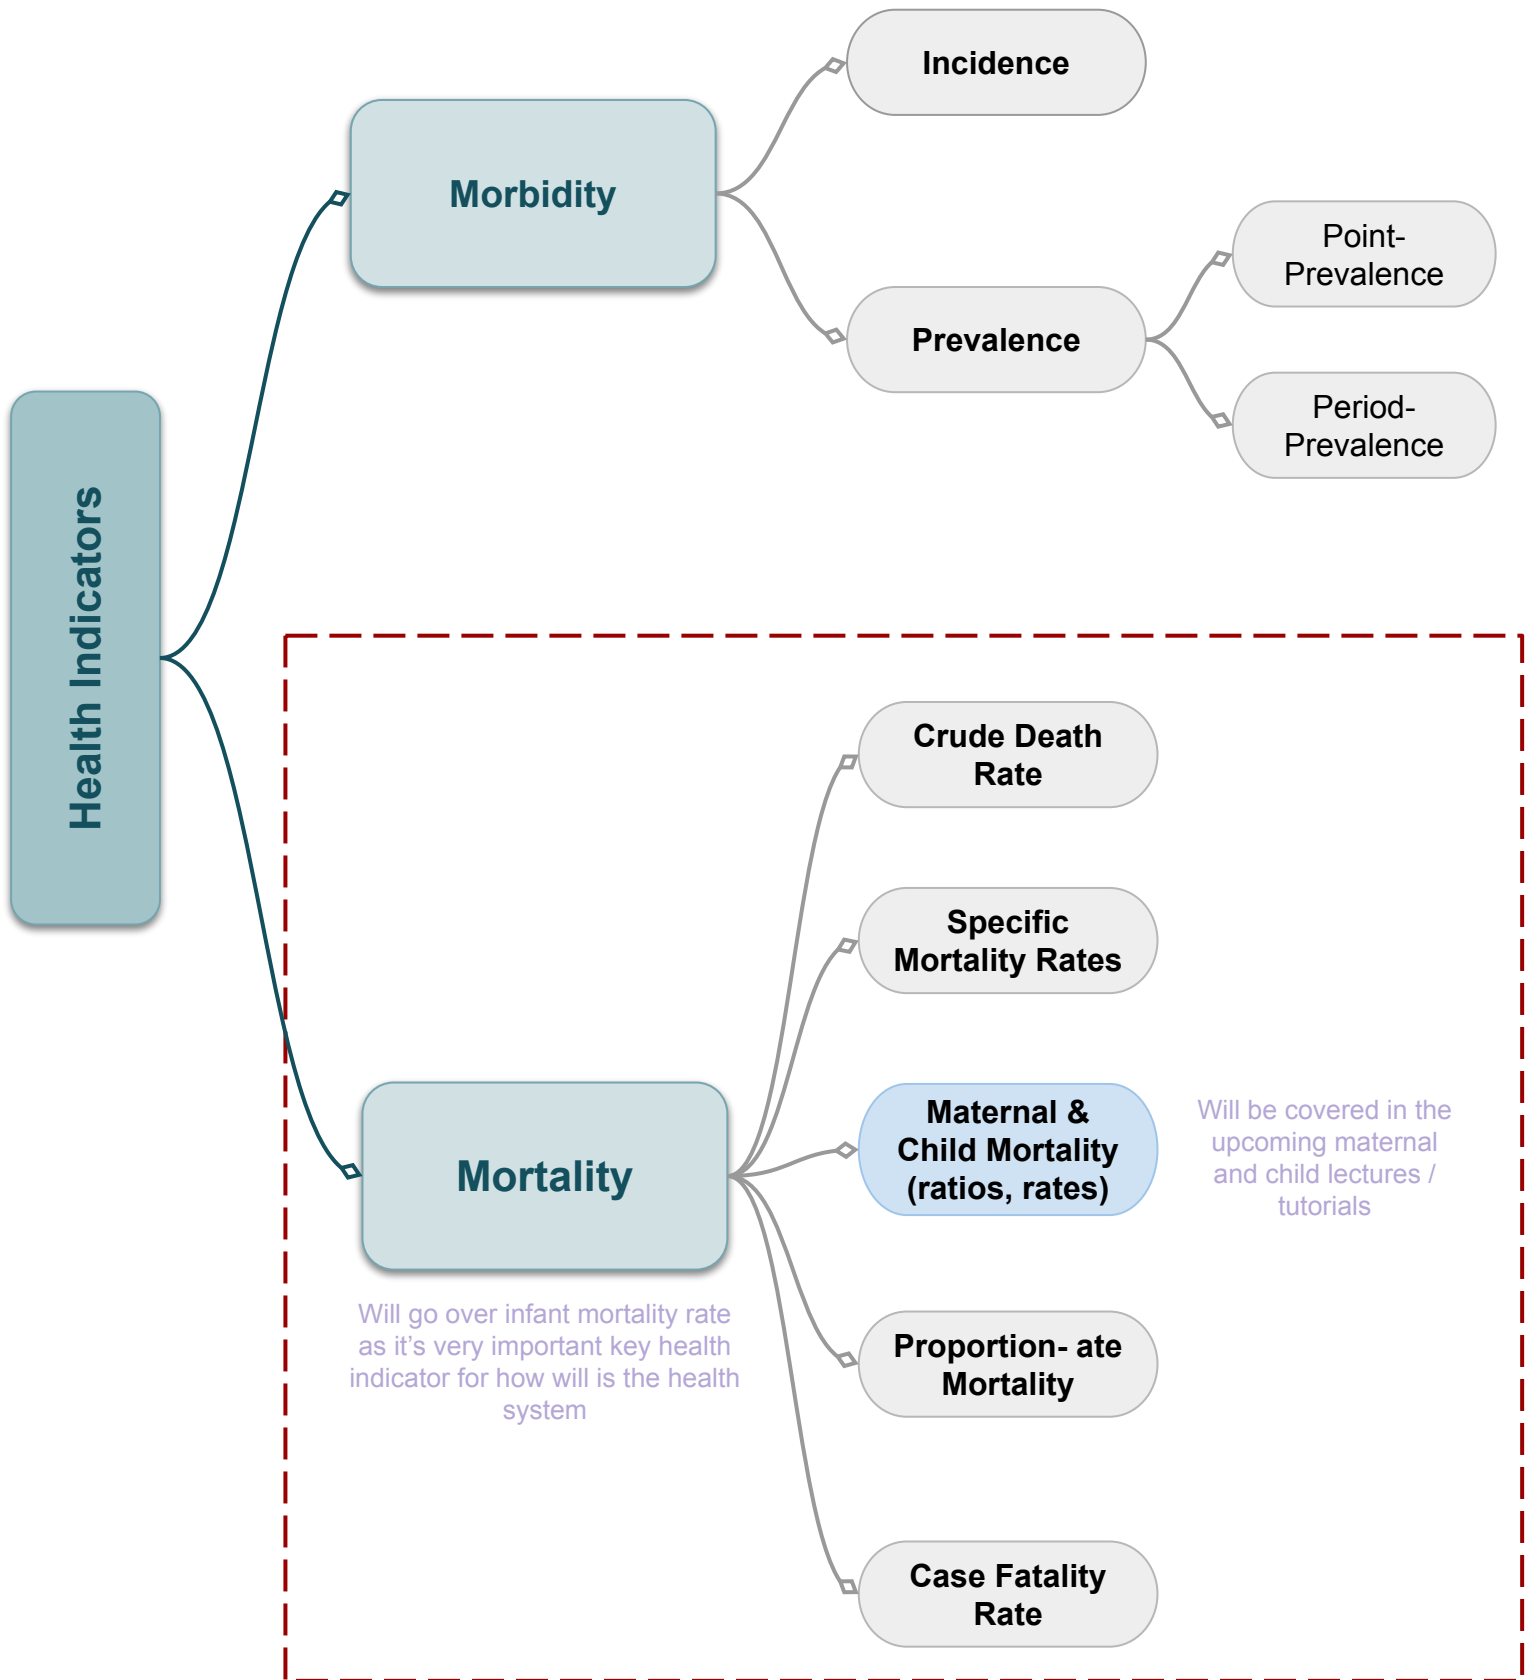 Incidence
Morbidity
Point-
Prevalence
Prevalence
Period-
Prevalence
Health Indicators
Crude Death
Rate
Specific
Mortality Rates
Maternal &
Child Mortality
(ratios, rates)
Will be covered in the
upcoming maternal
and child lectures /
tutorials
Mortality
Will go over infant mortality rate
as it's very important key health
indicator for how will is the health
system
Proportion- ate
Mortality
Case Fatality
Rate